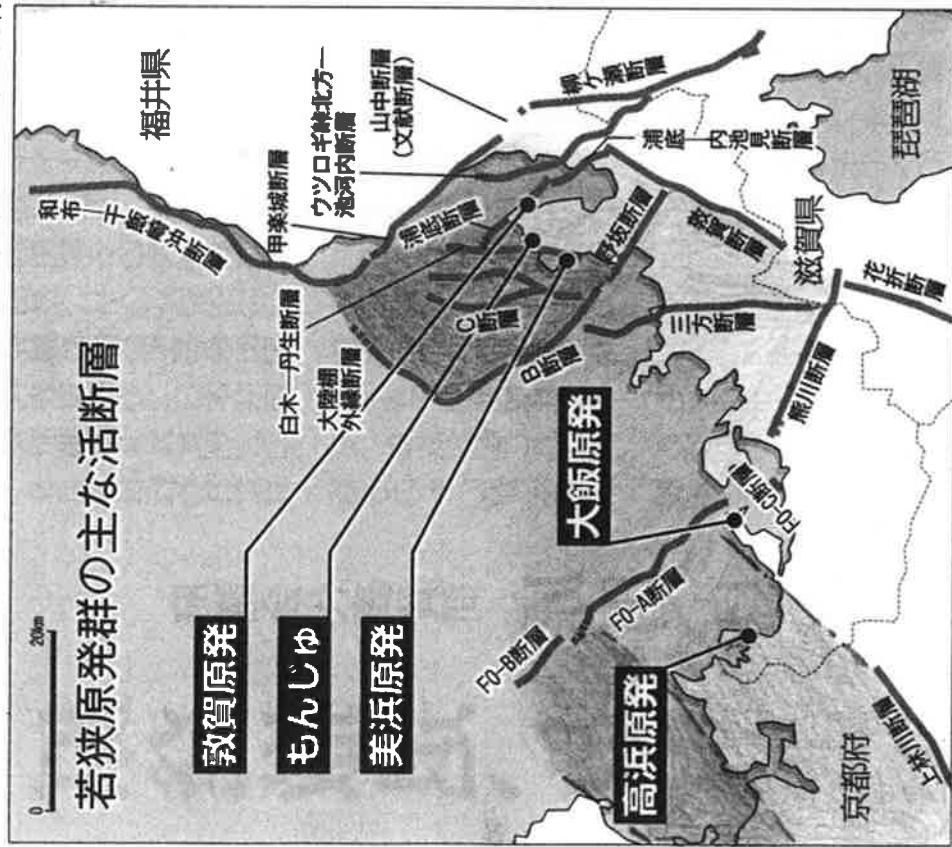 若狭原発群の主な活断層
0
20km
敦賀原発
もんじゅ
美浜原発
大飯原発
高浜原発
福井県
滋賀県
京都府
琵琶湖
和布―干飯崎沖断層
甲楽城断層
ウツロギ峠北方―
池河内断層
山中断層
(文献断層)
柳ケ瀬断層
浦底―内池見断層
浦底断層
白木―丹生断層
大陸棚
外縁断層
C断層
B断層
野坂断層
敦賀断層
三方断層
花折断層
熊川断層
FO-C断層
FO-A断層
FO-B断層
上林川断層